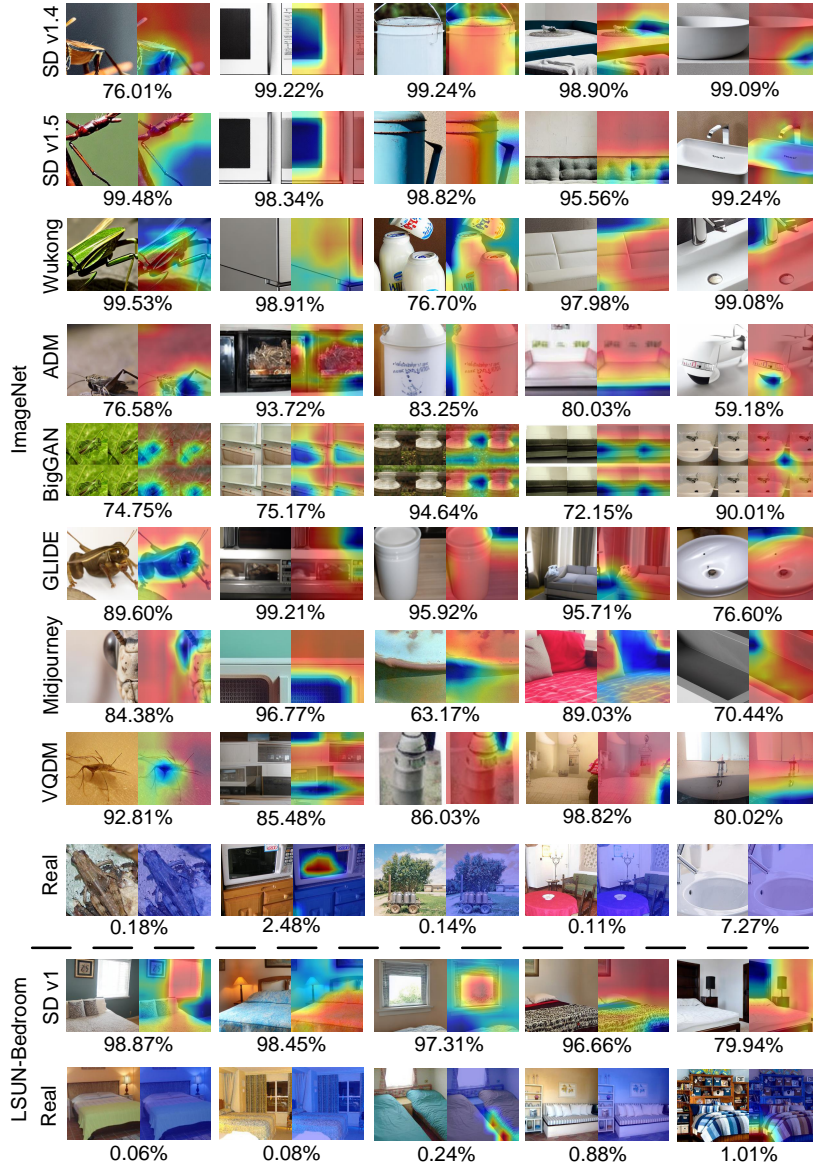 SD v1.4
76.01% 99.22% 99.24% 98.90% 99.09%
SD v1.5
99.48% 98.34% 98.82% 95.56% 99.24%
Wukong
99.53% 98.91% 76.70% 97.98% 99.08%
ImageNet
ADM
76.58% 93.72% 83.25% 80.03% 59.18%
BigGAN
74.75% 75.17% 94.64% 72.15% 90.01%
GLIDE
89.60% 99.21% 95.92% 95.71% 76.60%
Midjourney
84.38% 96.77% 63.17% 89.03% 70.44%
VQDM
92.81% 85.48% 86.03% 98.82% 80.02%
Real
0.18% 2.48% 0.14% 0.11% 7.27%
LSUN-Bedroom
SD v1
98.87% 98.45% 97.31% 96.66% 79.94%
Real
0.06% 0.08% 0.24% 0.88% 1.01%